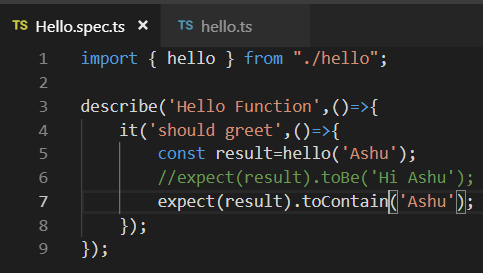 TS Hello.spec.ts × TS hello.ts
1 import { hello } from "./hello";
2
3 describe('Hello Function',()=>{
4 it('should greet',()=>{
5 const result=hello('Ashu');
6 //expect(result).toBe('Hi Ashu');
7 expect(result).toContain('Ashu');
8 });
9 });